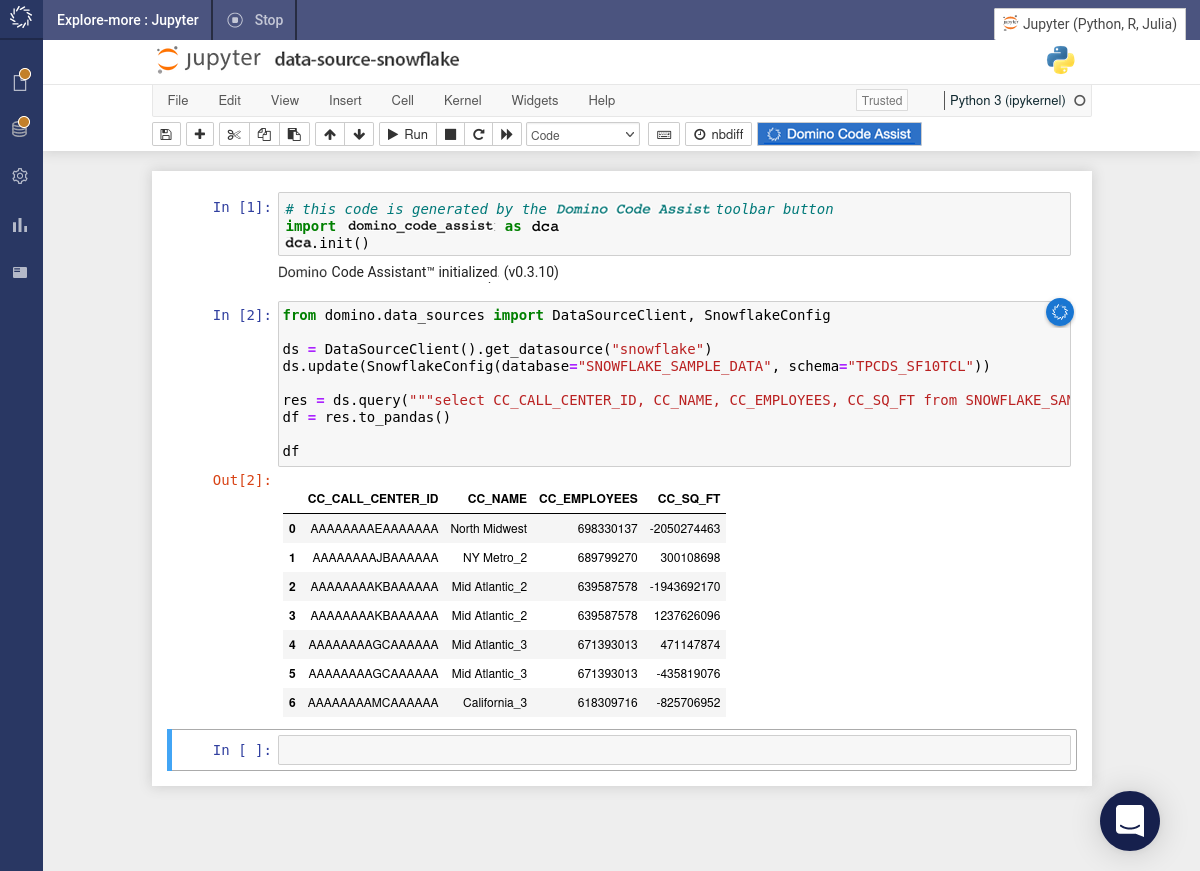 Explore-more : Jupyter Stop
Jupyter (Python, R, Julia)
jupyter data-source-snowflake
File Edit View Insert Cell Kernel Widgets Help Trusted Python 3 (ipykernel)
Run Code nbdiff Domino Code Assist
In [1]: # this code is generated by the Domino Code Assist toolbar button
import domino_code_assist as dca
dca.init()
Domino Code Assistant™ initialized. (v0.3.10)
In [2]: from domino.data_sources import DataSourceClient, SnowflakeConfig
ds = DataSourceClient().get_datasource("snowflake")
ds.update(SnowflakeConfig(database="SNOWFLAKE_SAMPLE_DATA", schema="TPCDS_SF10TCL"))
res = ds.query("""select CC_CALL_CENTER_ID, CC_NAME, CC_EMPLOYEES, CC_SQ_FT from SNOWFLAKE_SAM
df = res.to_pandas()
df
Out[2]:
CC_CALL_CENTER_ID CC_NAME CC_EMPLOYEES CC_SQ_FT
0 AAAAAAAAEAAAAAAA North Midwest 698330137 -2050274463
1 AAAAAAAAJBAAAAAA NY Metro_2 689799270 300108698
2 AAAAAAAAKBAAAAAA Mid Atlantic_2 639587578 -1943692170
3 AAAAAAAAKBAAAAAA Mid Atlantic_2 639587578 1237626096
4 AAAAAAAAGCAAAAAA Mid Atlantic_3 671393013 471147874
5 AAAAAAAAGCAAAAAA Mid Atlantic_3 671393013 -435819076
6 AAAAAAAAMCAAAAAA California_3 618309716 -825706952
In [ ]: